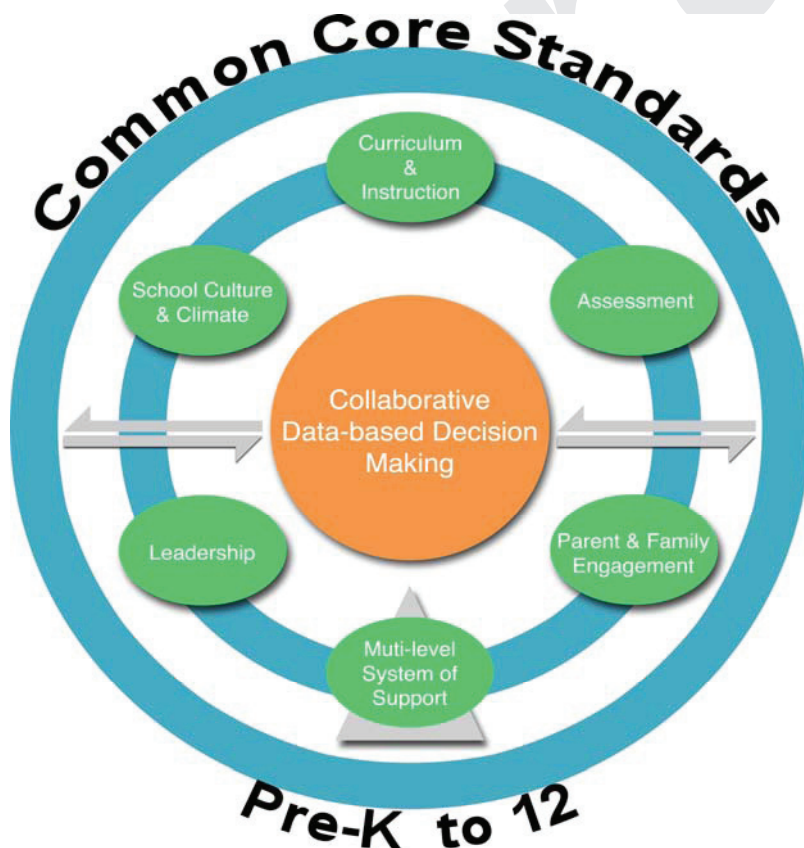 Common Core Standards
Curriculum
&
Instruction
School Culture
& Climate
Assessment
Collaborative
Data-based Decision
Making
Leadership
Parent & Family
Engagement
Muti-level
System of
Support
Pre-K to 12